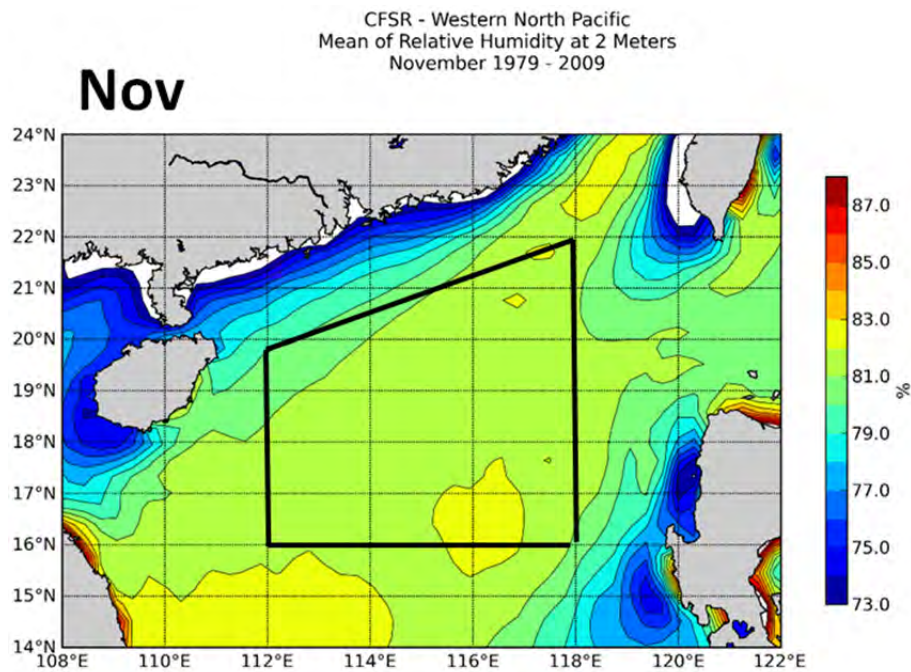 CFSR - Western North Pacific
Mean of Relative Humidity at 2 Meters
November 1979 - 2009
Nov
24°N
23°N
22°N
21°N
20°N
19°N
18°N
17°N
16°N
15°N
14°N
108°E 110°E 112°E 114°E 116°E 118°E 120°E 122°E
87.0
85.0
83.0
81.0
79.0
77.0
75.0
73.0
%